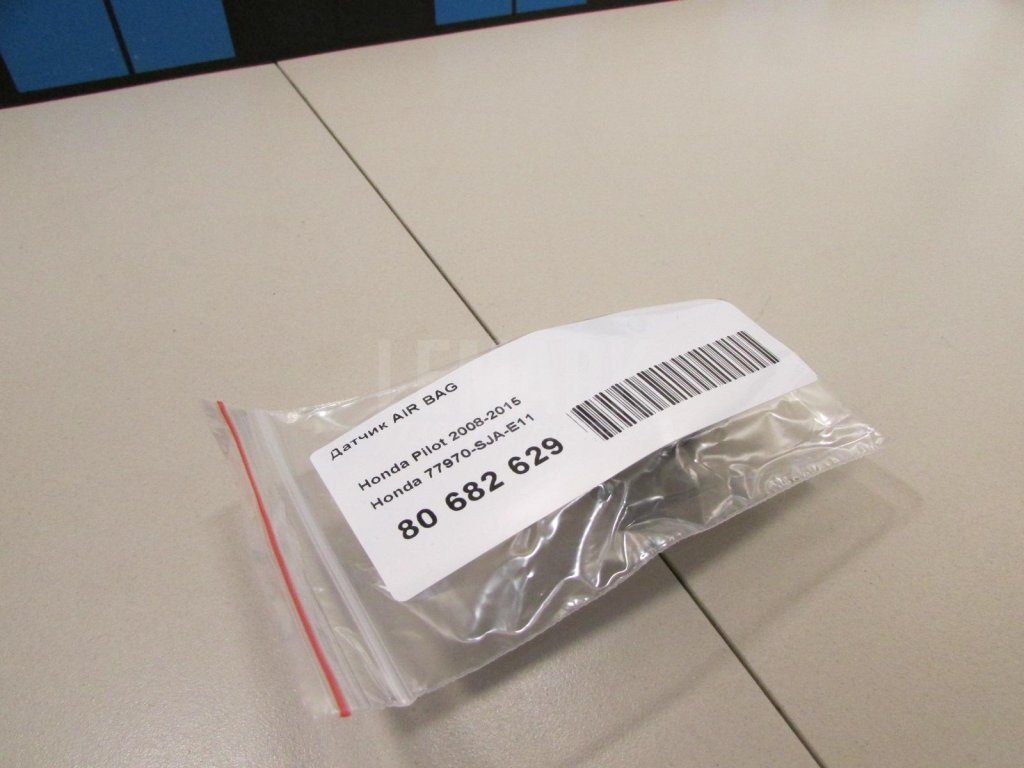 Датчик AIR BAG
Honda Pilot 2008-2015
Honda 77970-SJA-E11
80 682 629